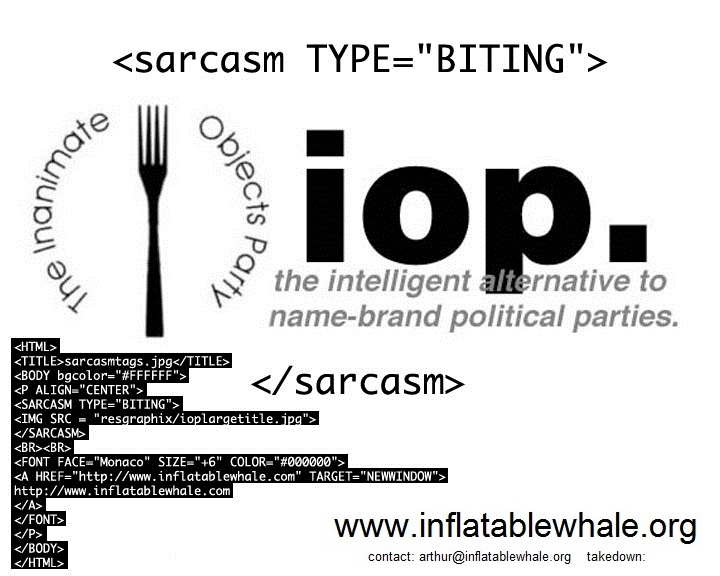 <sarcasm TYPE="BITING">
The Inanimate
Objects Party
iop.
the intelligent alternative to
name-brand political parties.
</sarcasm>
<HTML>
<TITLE>sarcasmtags.jpg</TITLE>
<BODY bgcolor="#FFFFFF">
<P ALIGN="CENTER">
<SARCASM TYPE="BITING">
<IMG SRC = "resgraphix/ioplargetitle.jpg">
</SARCASM>
<BR><BR>
<FONT FACE="Monaco" SIZE="+6" COLOR="#000000">
<A HREF="http://www.inflatablewhale.com" TARGET="NEWWINDOW">
http://www.inflatablewhale.com
</A>
</FONT>
</P>
</BODY>
</HTML>
www.inflatablewhale.org
contact: arthur@inflatablewhale.org takedown: